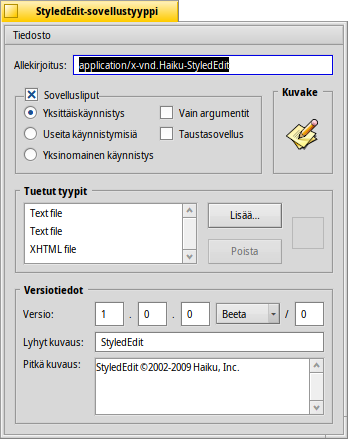 StyledEdit-sovellustyyppi
Tiedosto
Allekirjoitus: application/x-vnd.Haiku-StyledEdit
Sovellusliput
Kuvake
Yksittäiskäynnistys
Vain argumentit
Useita käynnistymisiä
Taustasovellus
Yksinomainen käynnistys
Tuetut tyypit
Text file
Text file
XHTML file
Lisää...
Poista
Versiotiedot
Versio: 1 . 0 . 0 Beeta / 0
Lyhyt kuvaus: StyledEdit
Pitkä kuvaus: StyledEdit ©2002-2009 Haiku, Inc.